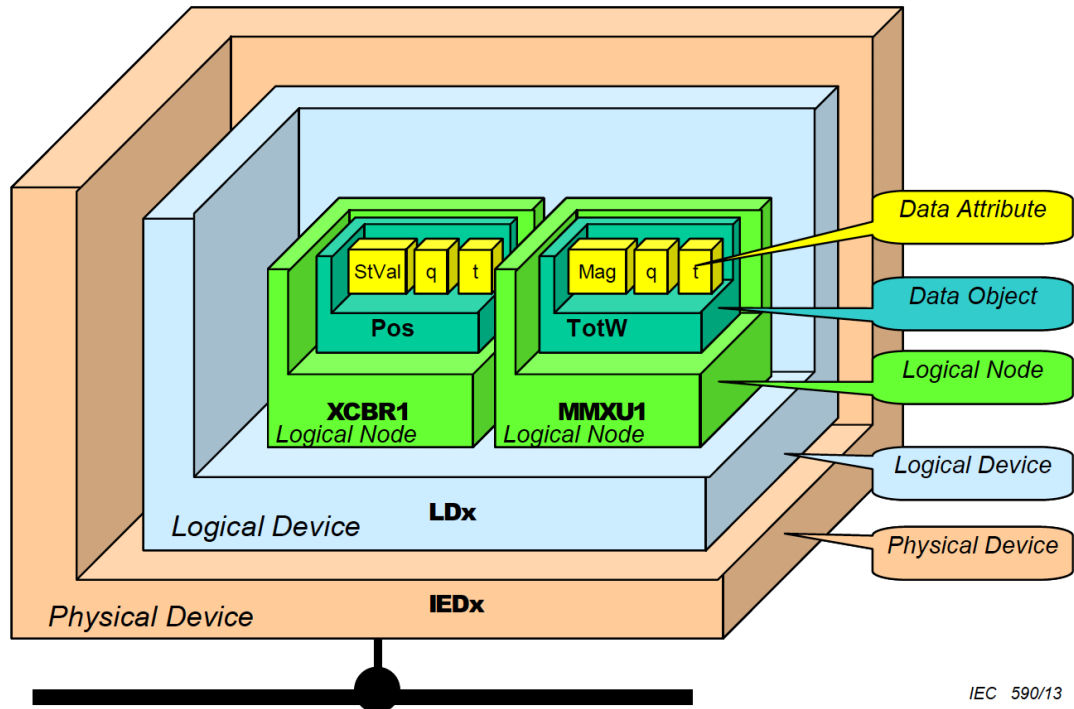 Data Attribute
StVal
q
t
Mag
q
t
Data Object
Pos
TotW
Logical Node
XCBR1
Logical Node
MMXU1
Logical Node
Logical Device
LDx
Logical Device
Physical Device
IEDx
Physical Device
IEC 590/13